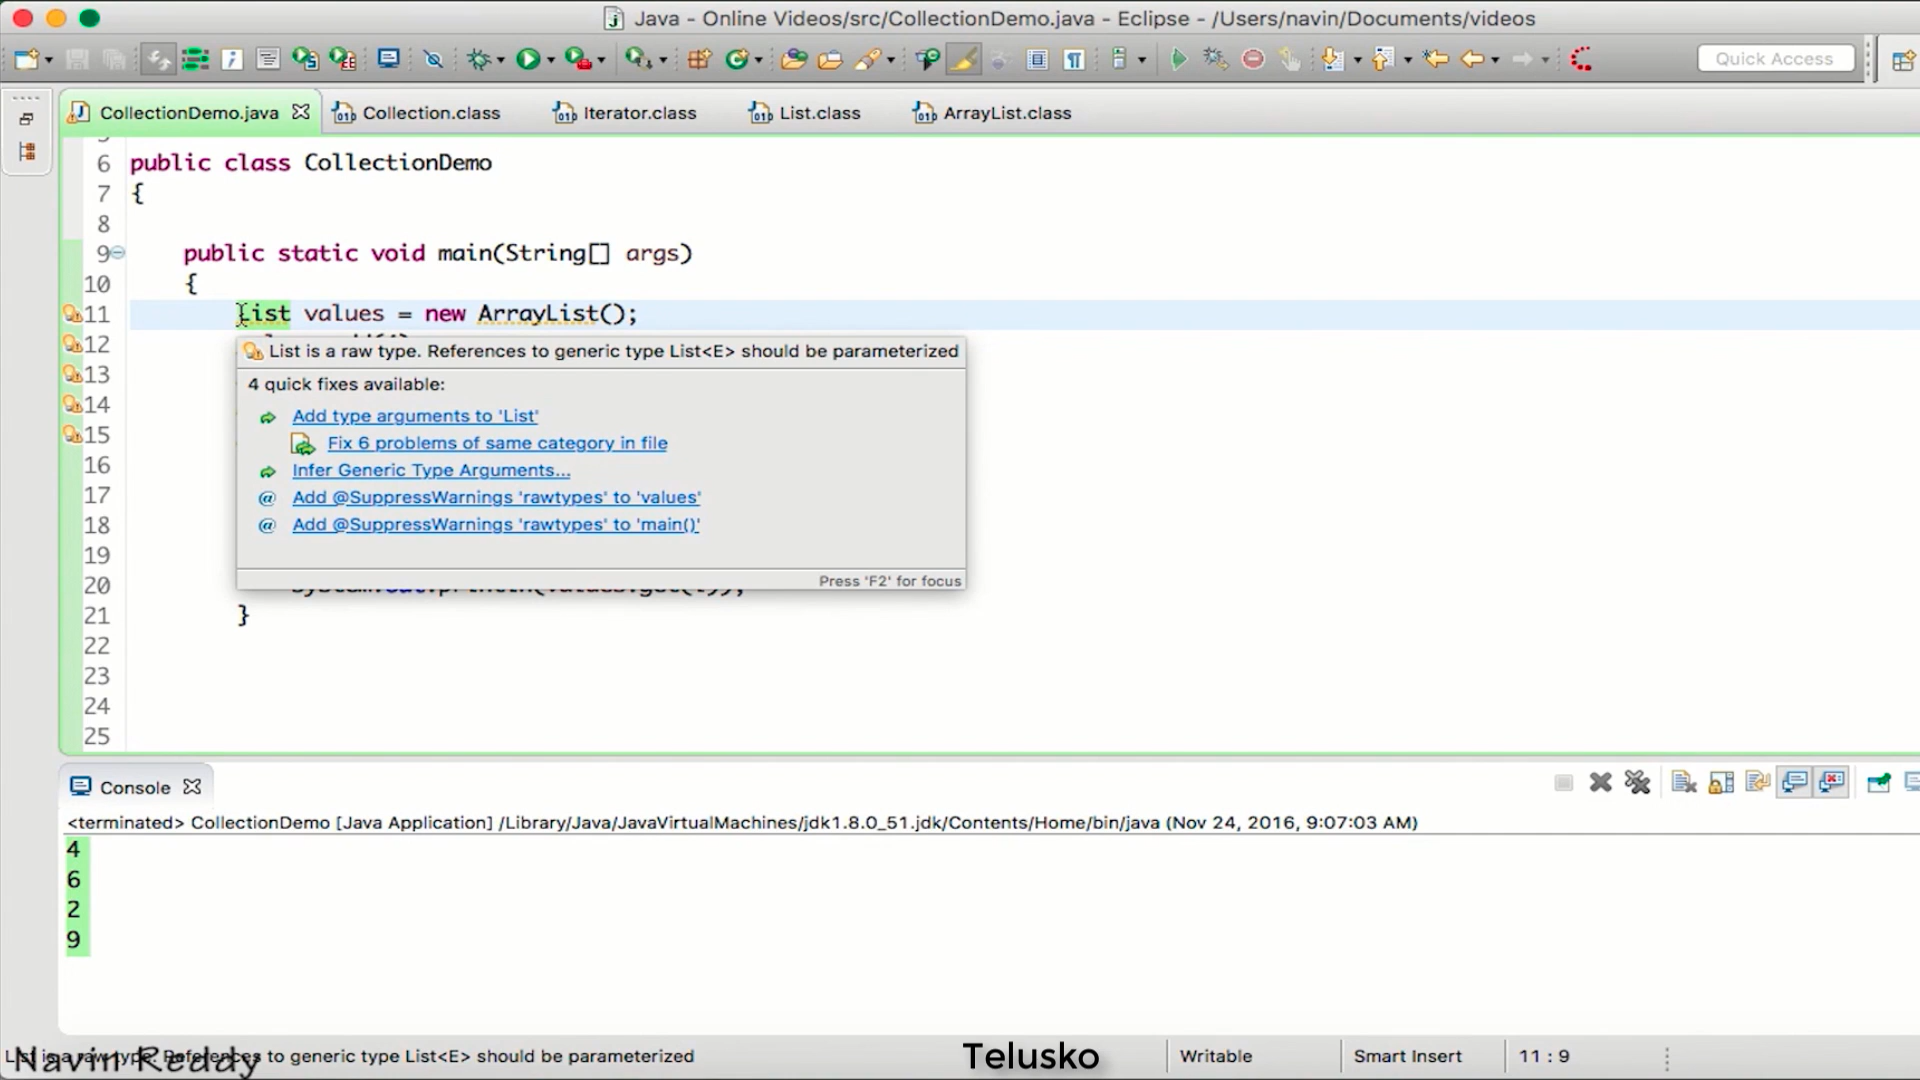 Java - Online Videos/src/CollectionDemo.java - Eclipse - /Users/navin/Documents/videos
Quick Access
CollectionDemo.java
Collection.class
Iterator.class
List.class
ArrayList.class
6 public class CollectionDemo
7 {
8
9 public static void main(String[] args)
10 {
11 List values = new ArrayList();
12
List is a raw type. References to generic type List<E> should be parameterized
13
4 quick fixes available:
14 Add type arguments to 'List'
15 Fix 6 problems of same category in file
16 Infer Generic Type Arguments...
17 Add @SuppressWarnings 'rawtypes' to 'values'
18 Add @SuppressWarnings 'rawtypes' to 'main()'
19
Press 'F2' for focus
20
21 }
22
23
24
25
Console
<terminated> CollectionDemo [Java Application] /Library/Java/JavaVirtualMachines/jdk1.8.0_51.jdk/Contents/Home/bin/java (Nov 24, 2016, 9:07:03 AM)
4
6
2
9
List is a raw type. References to generic type List<E> should be parameterized
Navin Reddy
Telusko
Writable
Smart Insert
11 : 9